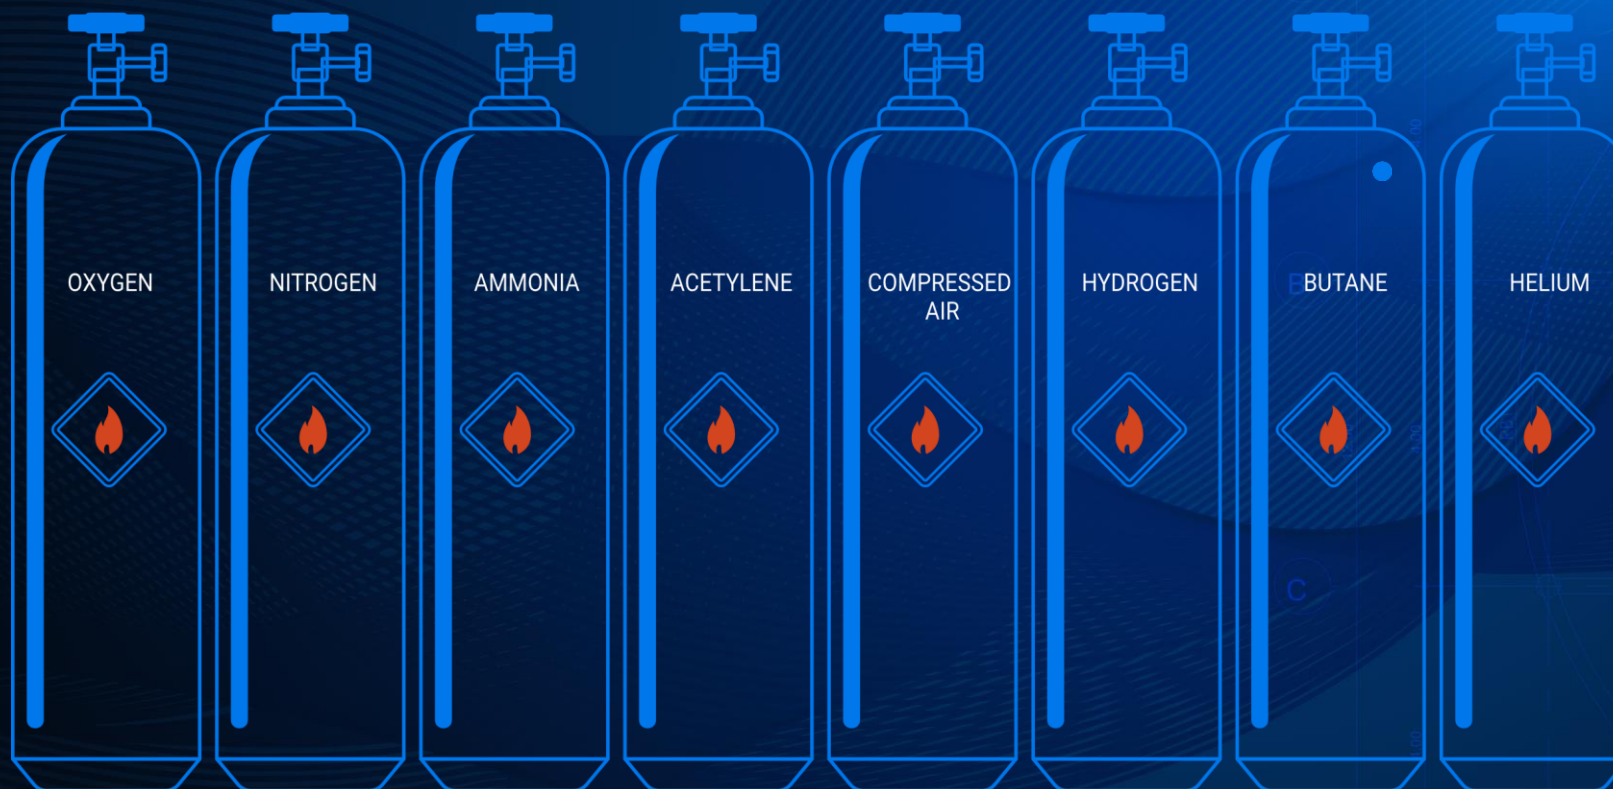 OXYGEN
NITROGEN
AMMONIA
ACETYLENE
COMPRESSED
AIR
HYDROGEN
BUTANE
HELIUM
B
C